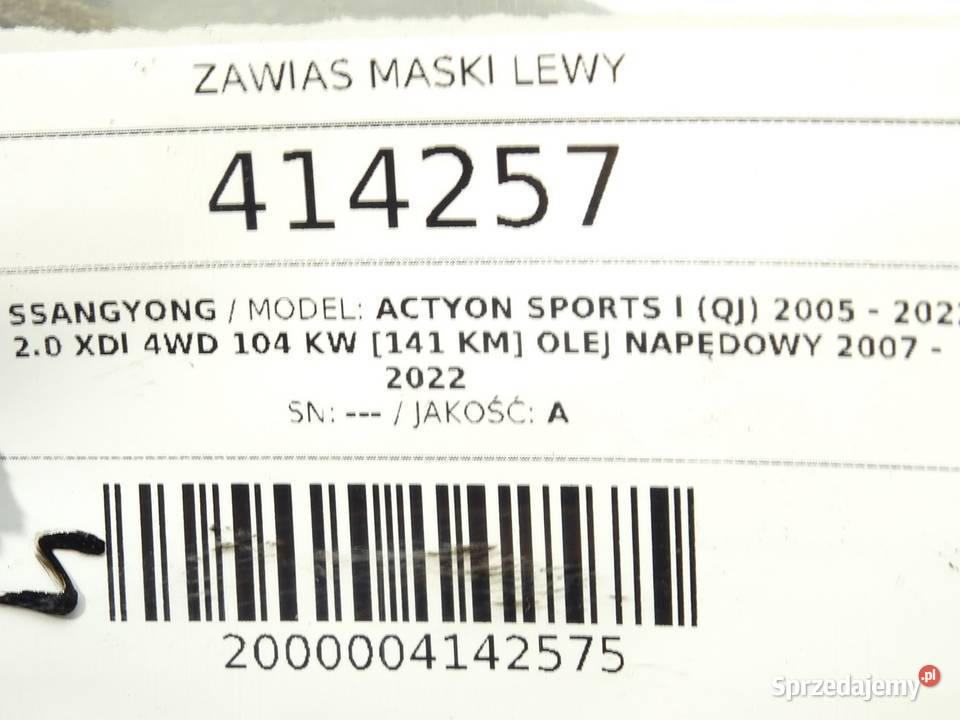 ZAWIAS MASKI LEWY
414257
SSANGYONG / MODEL: ACTYON SPORTS I (QJ) 2005 - 2022
2.0 XDI 4WD 104 KW [141 KM] OLEJ NAPĘDOWY 2007 -
2022
SN: --- / JAKOŚĆ: A
2000004142575
Sprzedajemy.pl